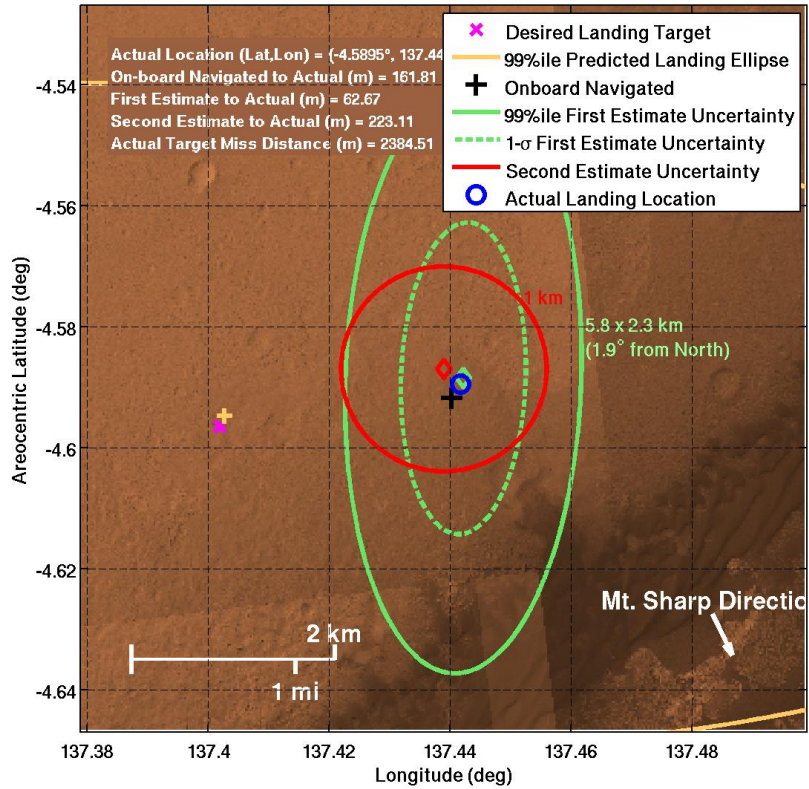 Actual Location (Lat,Lon) = (-4.5895°, 137.44
On-board Navigated to Actual (m) = 161.81
First Estimate to Actual (m) = 62.67
Second Estimate to Actual (m) = 223.11
Actual Target Miss Distance (m) = 2384.51
Desired Landing Target
99%ile Predicted Landing Ellipse
Onboard Navigated
99%ile First Estimate Uncertainty
1-σ First Estimate Uncertainty
Second Estimate Uncertainty
Actual Landing Location
Areocentric Latitude (deg)
-4.54
-4.56
-4.58
-4.6
-4.62
-4.64
1 km
5.8 x 2.3 km
(1.9° from North)
Mt. Sharp Directio
2 km
1 mi
137.38 137.4 137.42 137.44 137.46 137.48
Longitude (deg)